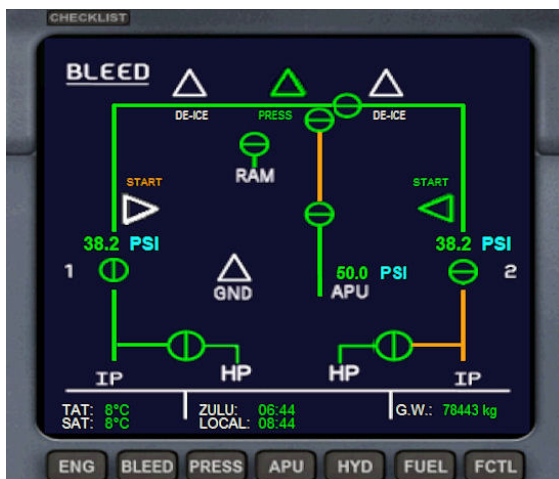 CHECKLIST
BLEED
DE-ICE
PRESS
DE-ICE
RAM
START
START
38.2 PSI
38.2 PSI
1
2
GND
50.0 PSI
APU
HP
HP
IP
IP
TAT: 8°C
SAT: 8°C
ZULU: 06:44
LOCAL: 08:44
G.W.: 78443 kg
ENG BLEED PRESS APU HYD FUEL FCTL